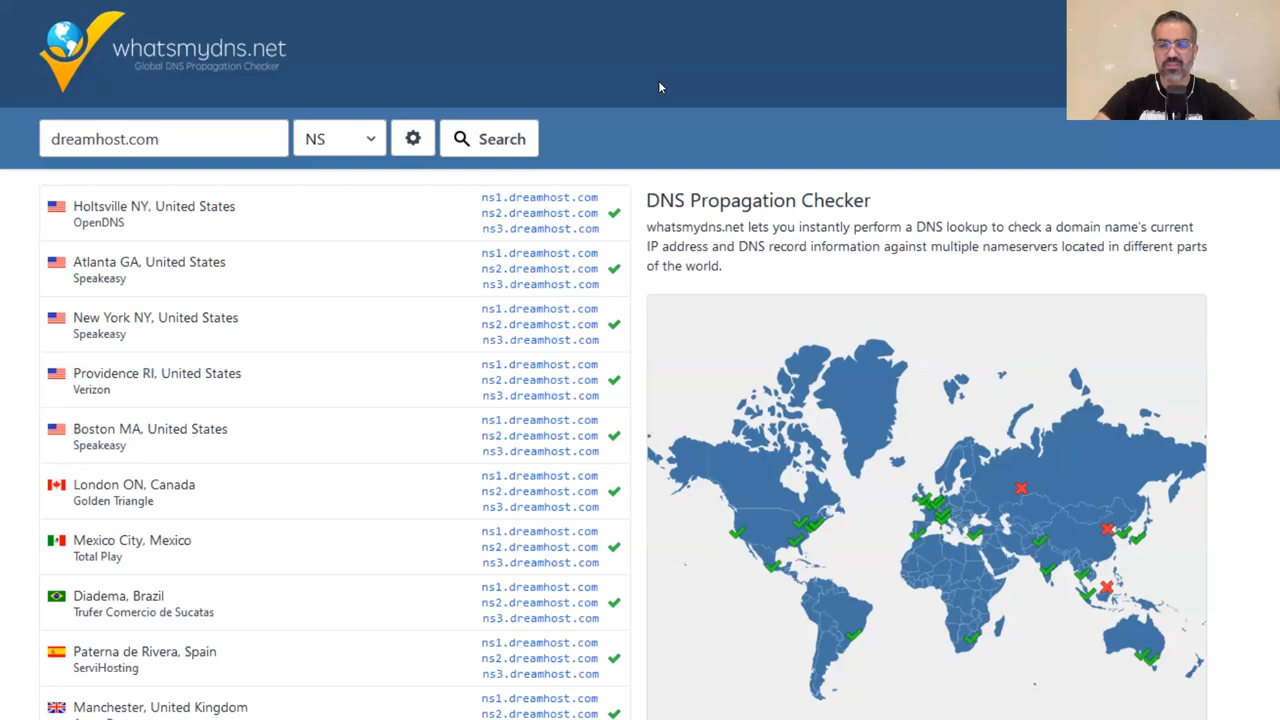 whatsmydns.net
Global DNS Propagation Checker
dreamhost.com
NS
Search
Holtsville NY, United States
OpenDNS
ns1.dreamhost.com
ns2.dreamhost.com
ns3.dreamhost.com
Atlanta GA, United States
Speakeasy
ns1.dreamhost.com
ns2.dreamhost.com
ns3.dreamhost.com
New York NY, United States
Speakeasy
ns1.dreamhost.com
ns2.dreamhost.com
ns3.dreamhost.com
Providence RI, United States
Verizon
ns1.dreamhost.com
ns2.dreamhost.com
ns3.dreamhost.com
Boston MA, United States
Speakeasy
ns1.dreamhost.com
ns2.dreamhost.com
ns3.dreamhost.com
London ON, Canada
Golden Triangle
ns1.dreamhost.com
ns2.dreamhost.com
ns3.dreamhost.com
Mexico City, Mexico
Total Play
ns1.dreamhost.com
ns2.dreamhost.com
ns3.dreamhost.com
Diadema, Brazil
Trufer Comercio de Sucatas
ns1.dreamhost.com
ns2.dreamhost.com
ns3.dreamhost.com
Paterna de Rivera, Spain
ServiHosting
ns1.dreamhost.com
ns2.dreamhost.com
ns3.dreamhost.com
Manchester, United Kingdom
ns1.dreamhost.com
ns2.dreamhost.com
DNS Propagation Checker
whatsmydns.net lets you instantly perform a DNS lookup to check a domain name's current
IP address and DNS record information against multiple nameservers located in different parts
of the world.